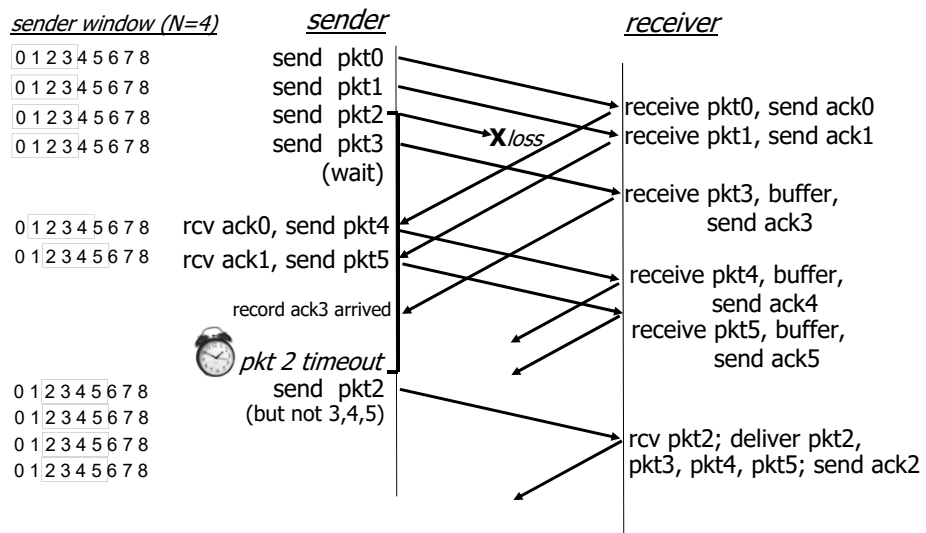 sender window (N=4)
sender
receiver
0 1 2 3 4 5 6 7 8
send pkt0
0 1 2 3 4 5 6 7 8
send pkt1
0 1 2 3 4 5 6 7 8
send pkt2
0 1 2 3 4 5 6 7 8
send pkt3
(wait)
X loss
receive pkt0, send ack0
receive pkt1, send ack1
receive pkt3, buffer,
send ack3
0 1 2 3 4 5 6 7 8
rcv ack0, send pkt4
0 1 2 3 4 5 6 7 8
rcv ack1, send pkt5
receive pkt4, buffer,
send ack4
record ack3 arrived
receive pkt5, buffer,
send ack5
pkt 2 timeout
0 1 2 3 4 5 6 7 8
send pkt2
0 1 2 3 4 5 6 7 8
(but not 3,4,5)
0 1 2 3 4 5 6 7 8
0 1 2 3 4 5 6 7 8
rcv pkt2; deliver pkt2,
pkt3, pkt4, pkt5; send ack2